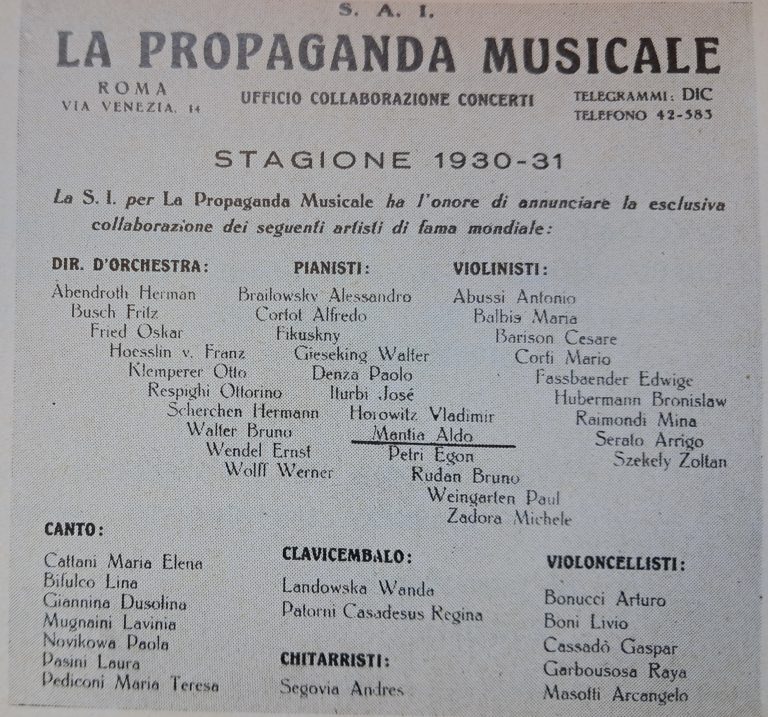 S. A. I.
LA PROPAGANDA MUSICALE
ROMA
VIA VENEZIA, 14
UFFICIO COLLABORAZIONE CONCERTI
TELEGRAMMI: DIC
TELEFONO 42-583
STAGIONE 1930-31
La S. I. per La Propaganda Musicale ha l'onore di annunciare la esclusiva
collaborazione dei seguenti artisti di fama mondiale:
DIR. D'ORCHESTRA:
Abendroth Herman
Busch Fritz
Fried Oskar
Hoesslin v. Franz
Klemperer Otto
Respighi Ottorino
Scherchen Hermann
Walter Bruno
Wendel Ernst
Wolff Werner
PIANISTI:
Brailowsky Alessandro
Cortot Alfredo
Fikuskny
Gieseking Walter
Denza Paolo
Iturbi José
Horowitz Vladimir
Mantia Aldo
Petri Egon
Rudan Bruno
Weingarten Paul
Zadora Michele
VIOLINISTI:
Abussi Antonio
Balbis Maria
Barison Cesare
Corti Mario
Fassbaender Edwige
Hubermann Bronislaw
Raimondi Mina
Serato Arrigo
Szekely Zoltan
CANTO:
Cattani Maria Elena
Bifulco Lina
Giannina Dusolina
Mugnaini Lavinia
Novikowa Paola
Pasini Laura
Pediconi Maria Teresa
CLAVICEMBALO:
Landowska Wanda
Patorni Casadesus Regina
CHITARRISTI:
Segovia Andres
VIOLONCELLISTI:
Bonucci Arturo
Boni Livio
Cassadò Gaspar
Garbousosa Raya
Masotti Arcangelo